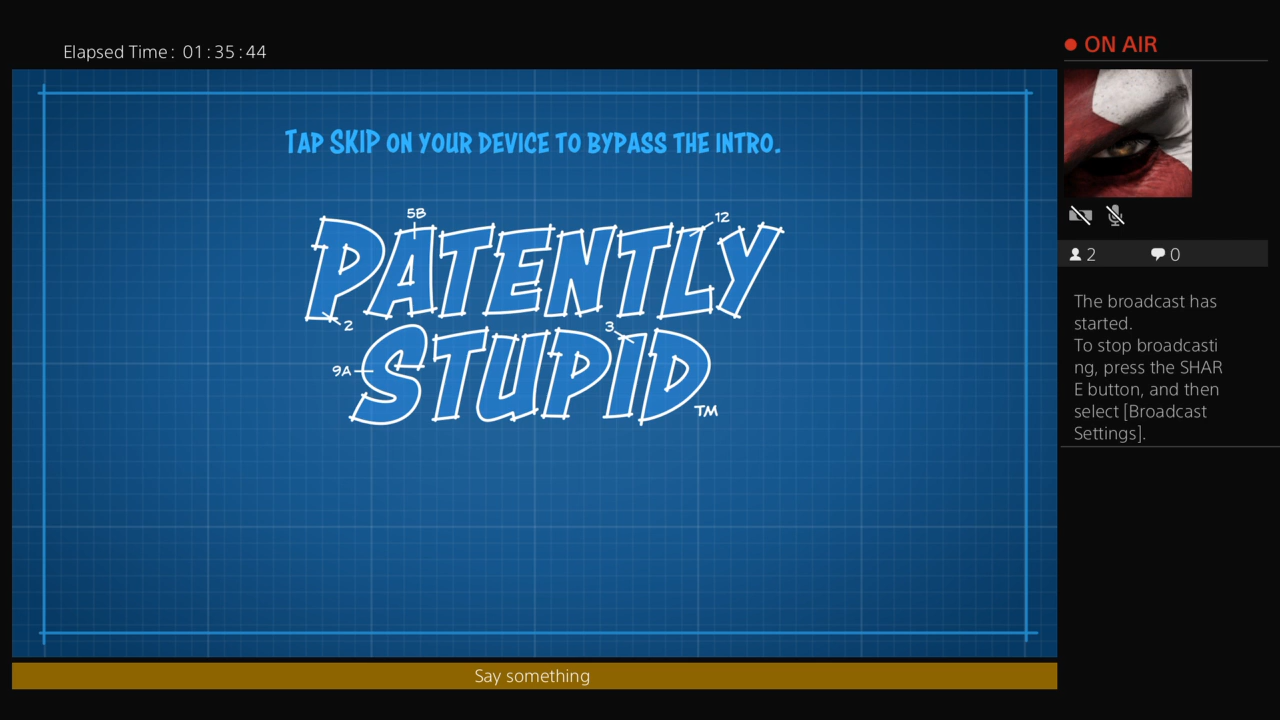 Elapsed Time: 01:35:44
ON AIR
TAP SKIP ON YOUR DEVICE TO BYPASS THE INTRO.
5B
12
PATENTLY
2
3
9A
STUPID
TM
2
0
The broadcast has
started.
To stop broadcasti
ng, press the SHAR
E button, and then
select [Broadcast
Settings].
Say something